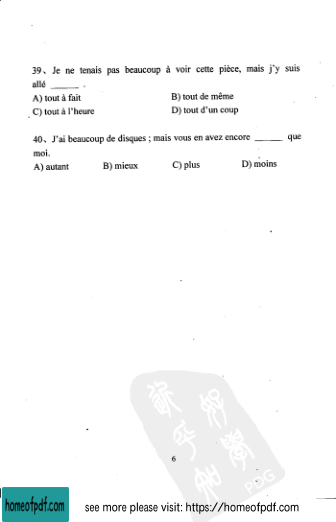 39、Je ne tenais pas beaucoup à voir cette pièce, mais j'y suis
allé ______ .
A) tout à fait B) tout de même
C) tout à l'heure D) tout d'un coup
40、J'ai beaucoup de disques ; mais vous en avez encore ______ que
moi.
A) autant B) mieux C) plus D) moins
6
homeofpdf.com
see more please visit: https://homeofpdf.com